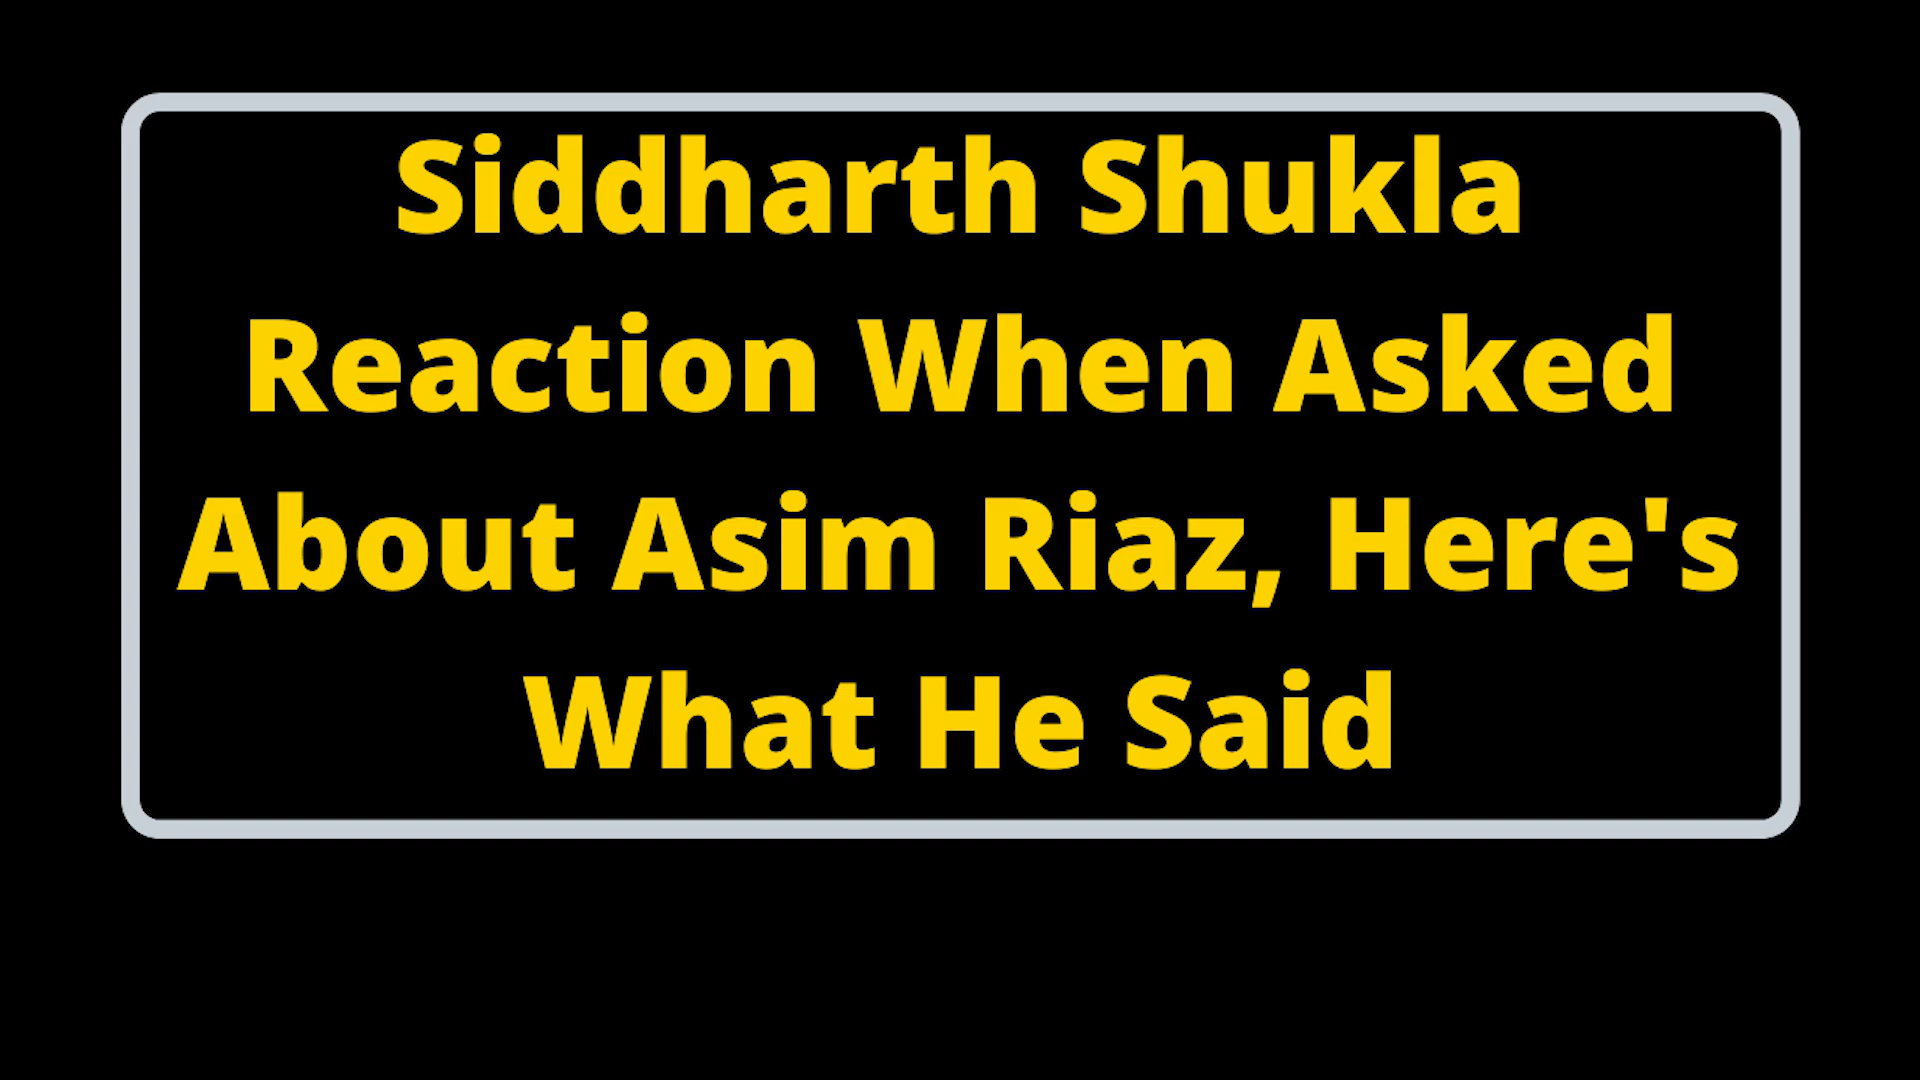 Siddharth Shukla
Reaction When Asked
About Asim Riaz, Here's
What He Said